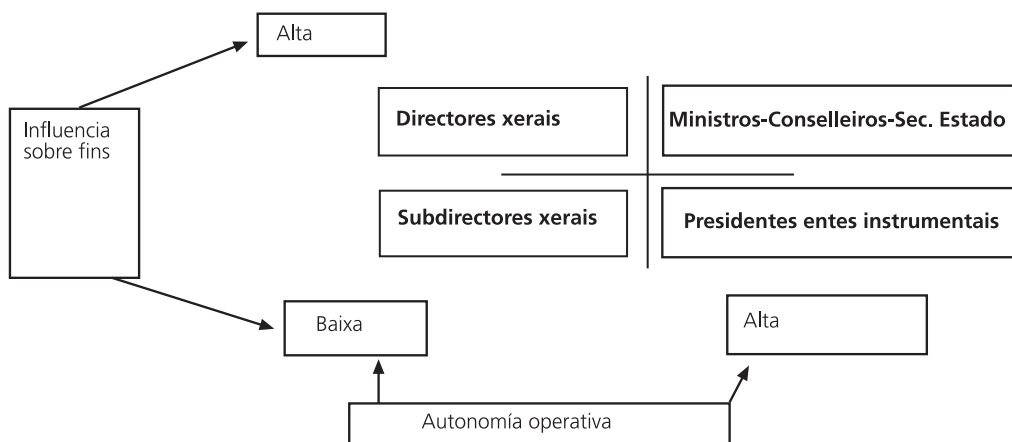 Alta
Influencia
sobre fins
Directores xerais
Ministros-Conselleiros-Sec. Estado
Subdirectores xerais
Presidentes entes instrumentais
Baixa
Alta
Autonomía operativa